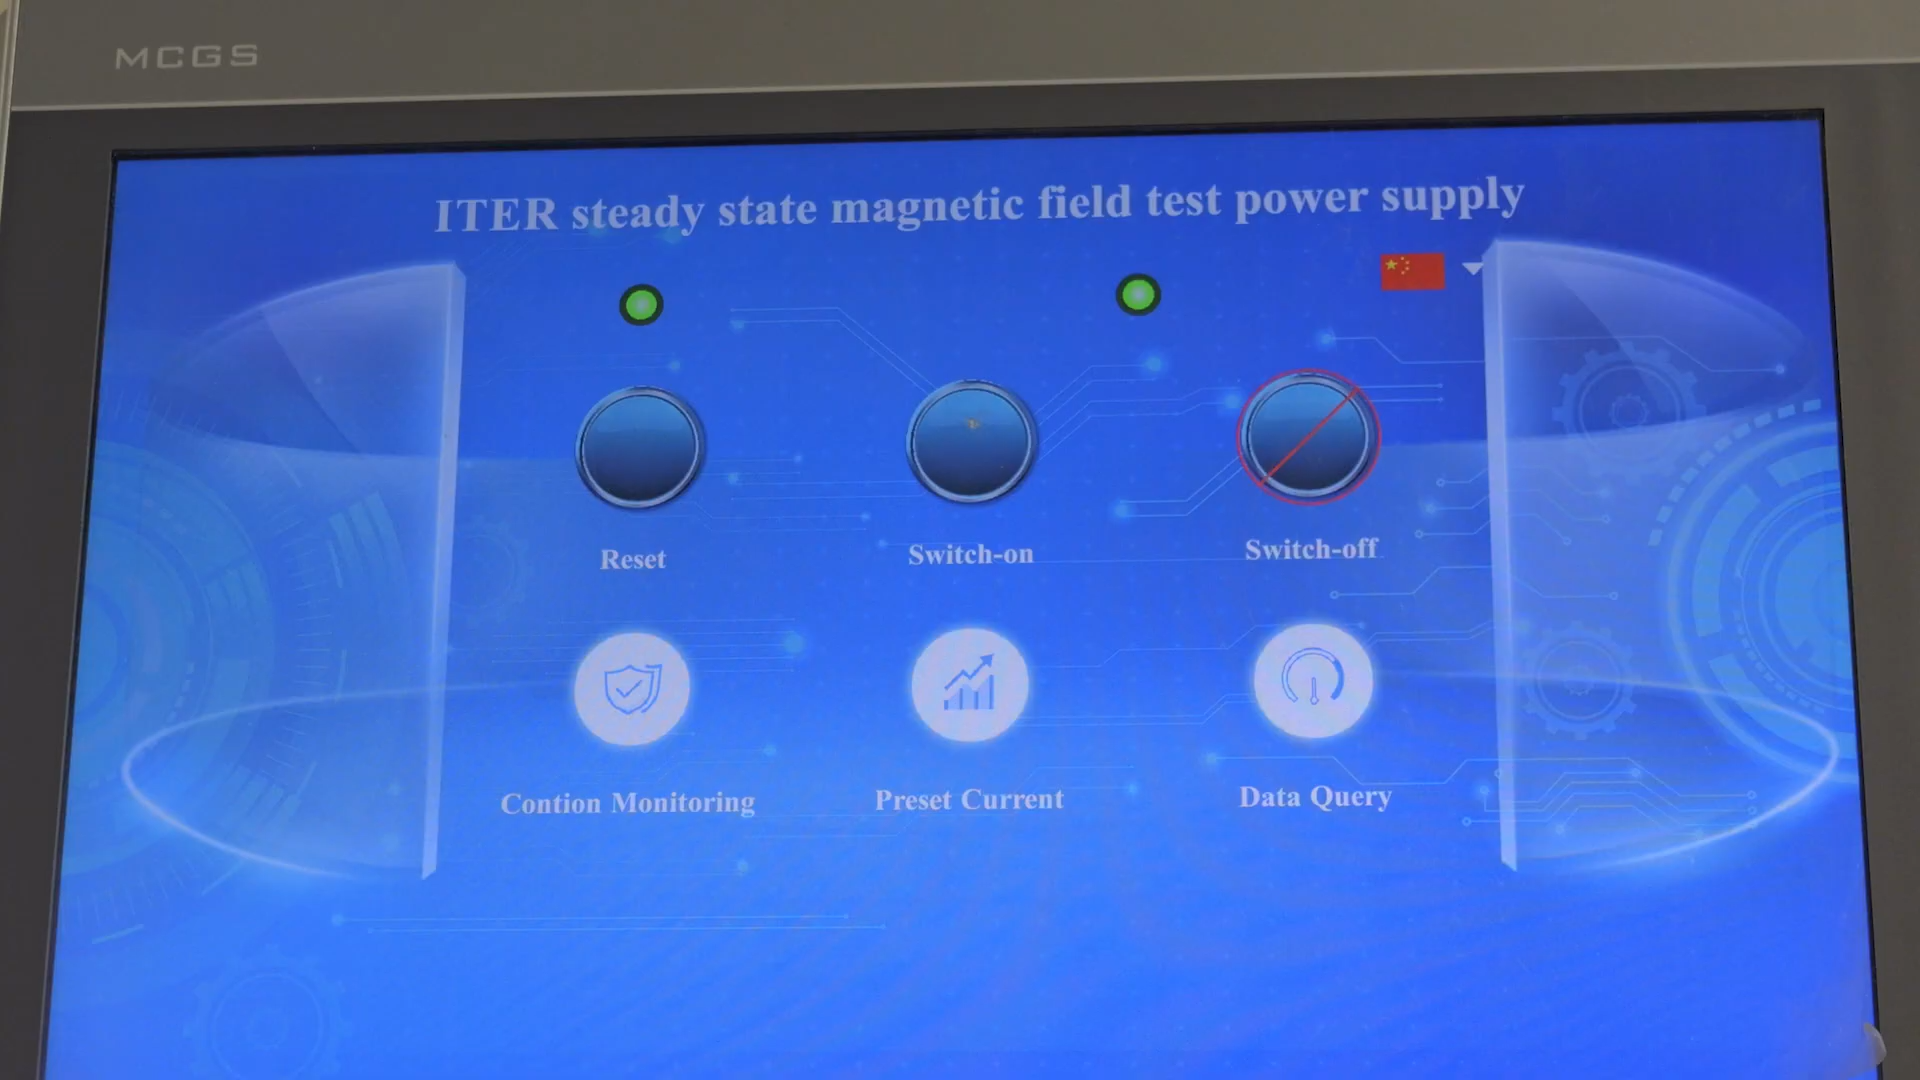 MCGS
ITER steady state magnetic field test power supply
Reset
Switch-on
Switch-off
Contion Monitoring
Preset Current
Data Query